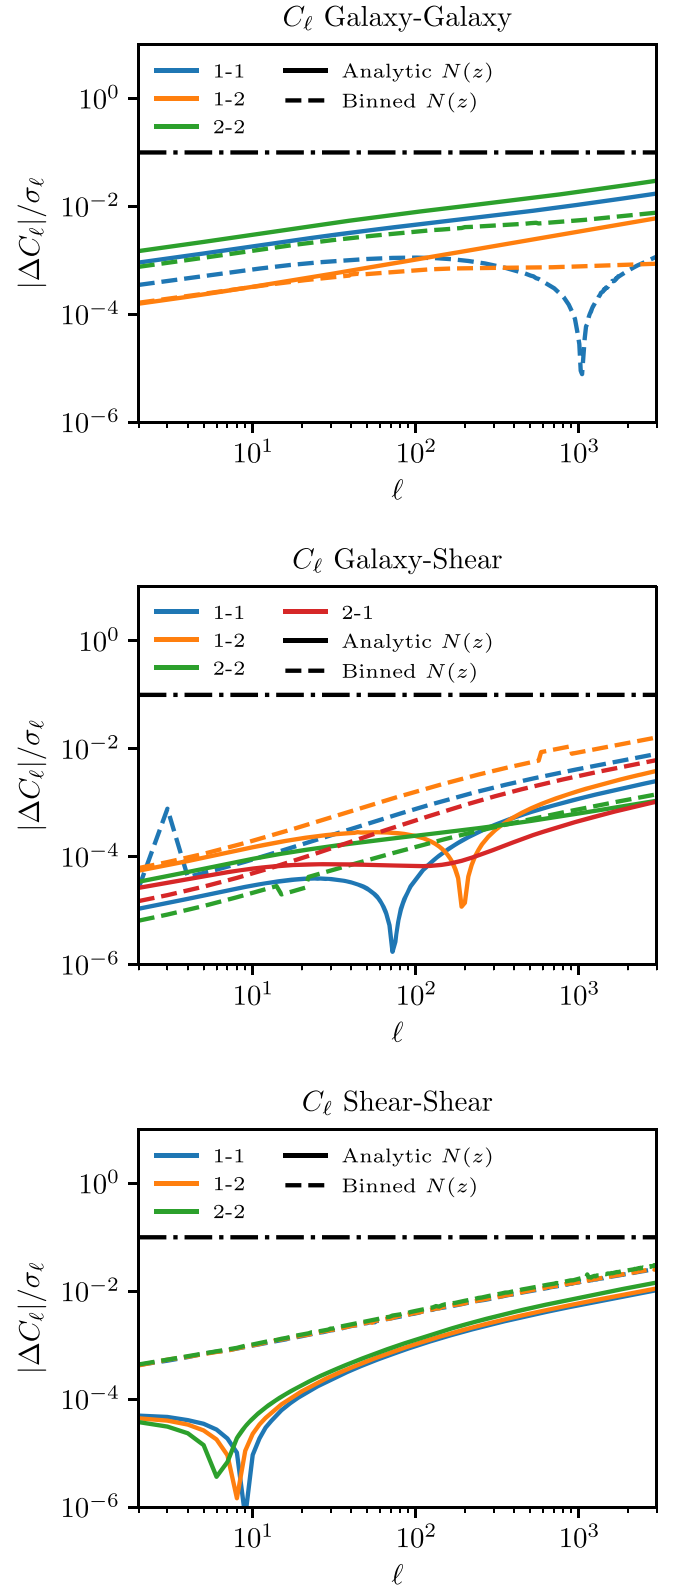 C_ℓ Galaxy-Galaxy
1-1 Analytic N(z)
1-2 Binned N(z)
2-2
|ΔC_ℓ|/σ_ℓ
10^0
10^−2
10^−4
10^−6
10^1 10^2 10^3
ℓ
C_ℓ Galaxy-Shear
1-1 2-1
1-2 Analytic N(z)
2-2 Binned N(z)
|ΔC_ℓ|/σ_ℓ
10^0
10^−2
10^−4
10^−6
10^1 10^2 10^3
ℓ
C_ℓ Shear-Shear
1-1 Analytic N(z)
1-2 Binned N(z)
2-2
|ΔC_ℓ|/σ_ℓ
10^0
10^−2
10^−4
10^−6
10^1 10^2 10^3
ℓ